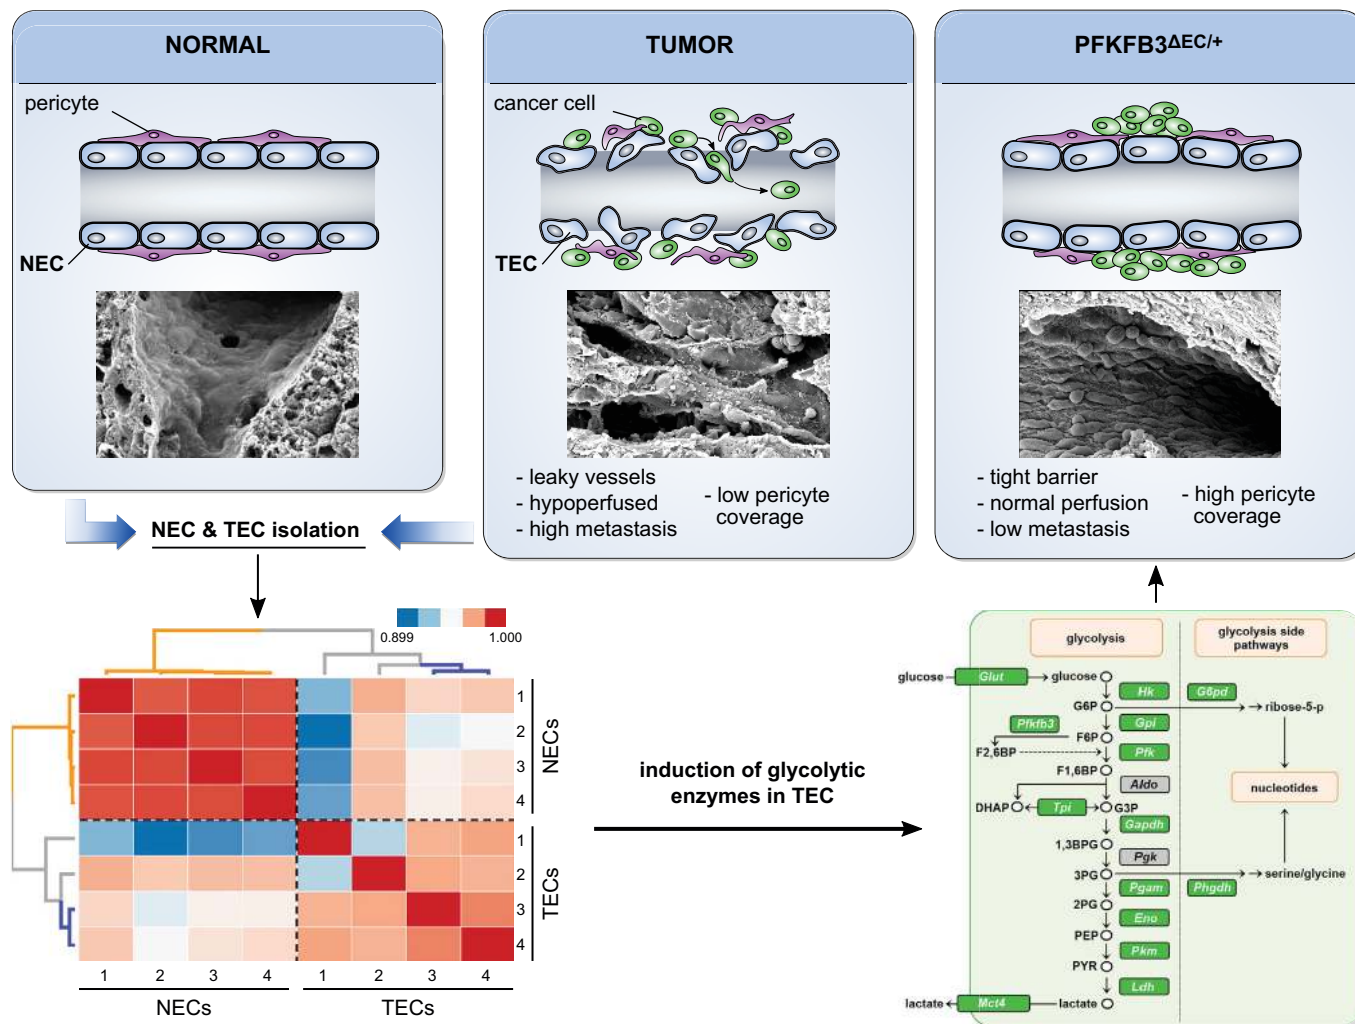 NORMAL
pericyte
NEC
TUMOR
cancer cell
TEC
- leaky vessels
- hypoperfused
- high metastasis
- low pericyte
coverage
PFKFB3ΔEC/+
- tight barrier
- normal perfusion
- low metastasis
- high pericyte
coverage
NEC & TEC isolation
0.899
1.000
1
2
3
4
NECs
1
2
3
4
TECs
1
2
3
4
1
2
3
4
NECs
TECs
induction of glycolytic
enzymes in TEC
glycolysis
glycolysis side
pathways
glucose
Glut
glucose
Hk
G6pd
G6P
ribose-5-p
Pfkfb3
Gpi
F6P
F2,6BP
Pfk
F1,6BP
Aldo
nucleotides
DHAP
Tpi
G3P
Gapdh
1,3BPG
Pgk
3PG
serine/glycine
Pgam
Phgdh
2PG
Eno
PEP
Pkm
PYR
Ldh
lactate
Mct4
lactate